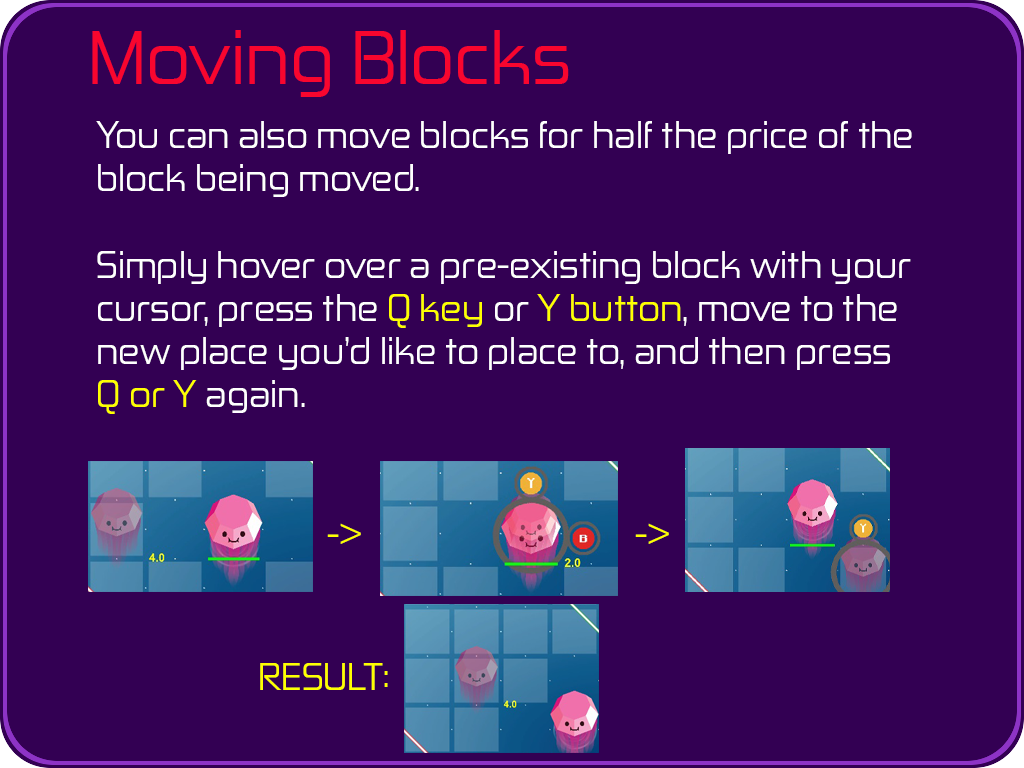 Moving Blocks
You can also move blocks for half the price of the
block being moved.
Simply hover over a pre-existing block with your
cursor, press the Q key or Y button, move to the
new place you'd like to place to, and then press
Q or Y again.
4.0
->
Y
B
2.0
->
Y
RESULT:
4.0